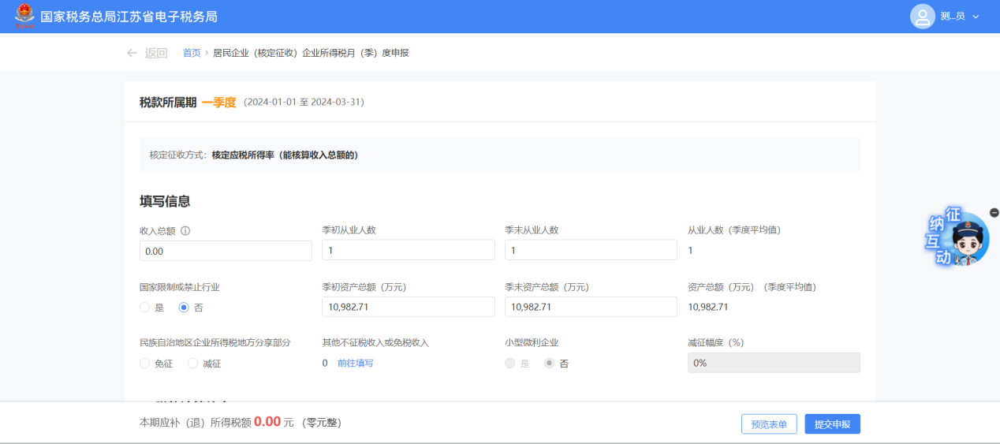 国家税务总局江苏省电子税务局
测...员
返回 首页 > 居民企业（核定征收）企业所得税月（季）度申报
税款所属期 一季度 （2024-01-01 至 2024-03-31）
核定征收方式: 核定应税所得率（能核算收入总额的）
填写信息
收入总额 季初从业人数 季末从业人数 从业人数（季度平均值）
0.00 1 1 1
国家限制或禁止行业 季初资产总额（万元） 季末资产总额（万元） 资产总额（万元）（季度平均值）
是 否 10,982.71 10,982.71 10,982.71
民族自治地区企业所得税地方分享部分 其他不征税收入或免税收入 小型微利企业 减征幅度（%）
免征 减征 0 前往填写 是 否 0%
征纳互动
本期应补（退）所得税额 0.00 元 （零元整） 预览表单 提交申报